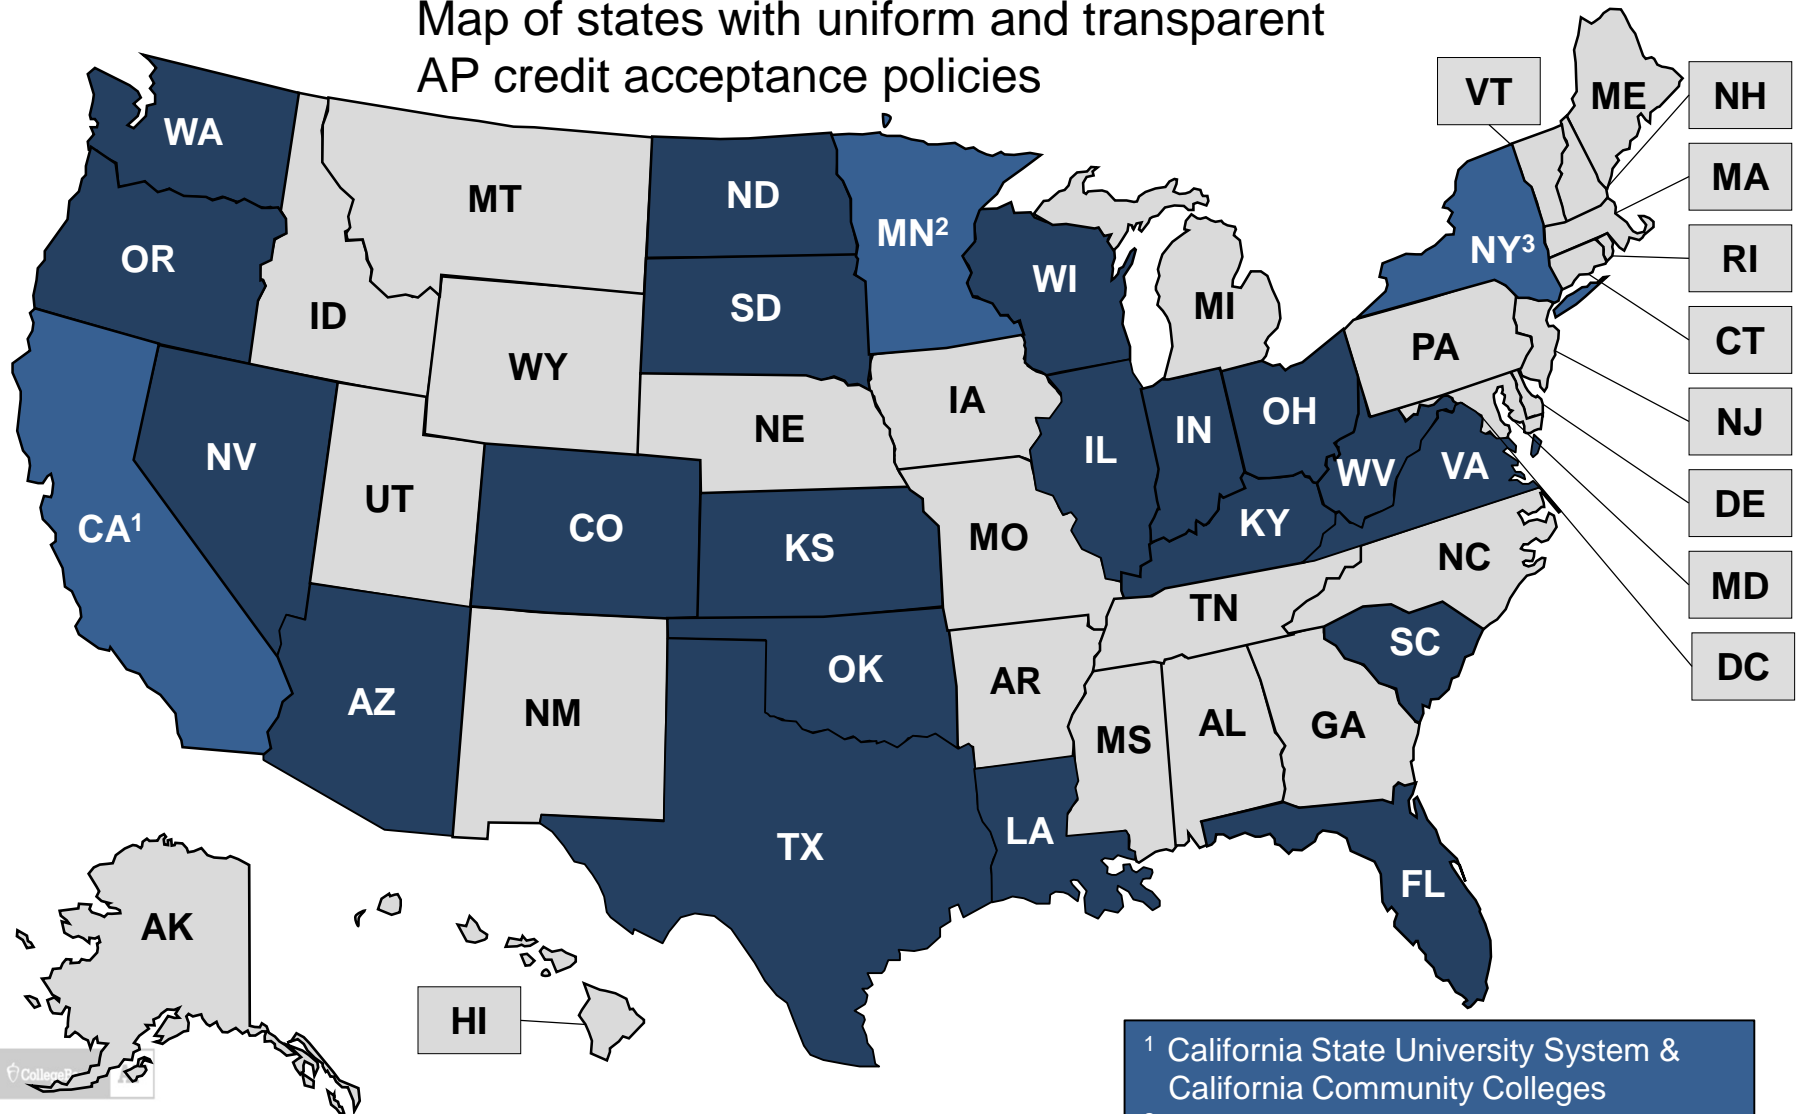 Map of states with uniform and transparent
AP credit acceptance policies
VT
ME
NH
WA
MA
MT
ND
MN²
NY³
OR
RI
WI
ID
SD
MI
CT
WY
PA
IA
NE
OH
NJ
IN
IL
NV
WV
VA
UT
DE
CA¹
CO
KY
MO
KS
NC
MD
TN
SC
DC
OK
AR
AZ
NM
MS
AL
GA
LA
TX
FL
AK
HI
¹ California State University System &
California Community Colleges